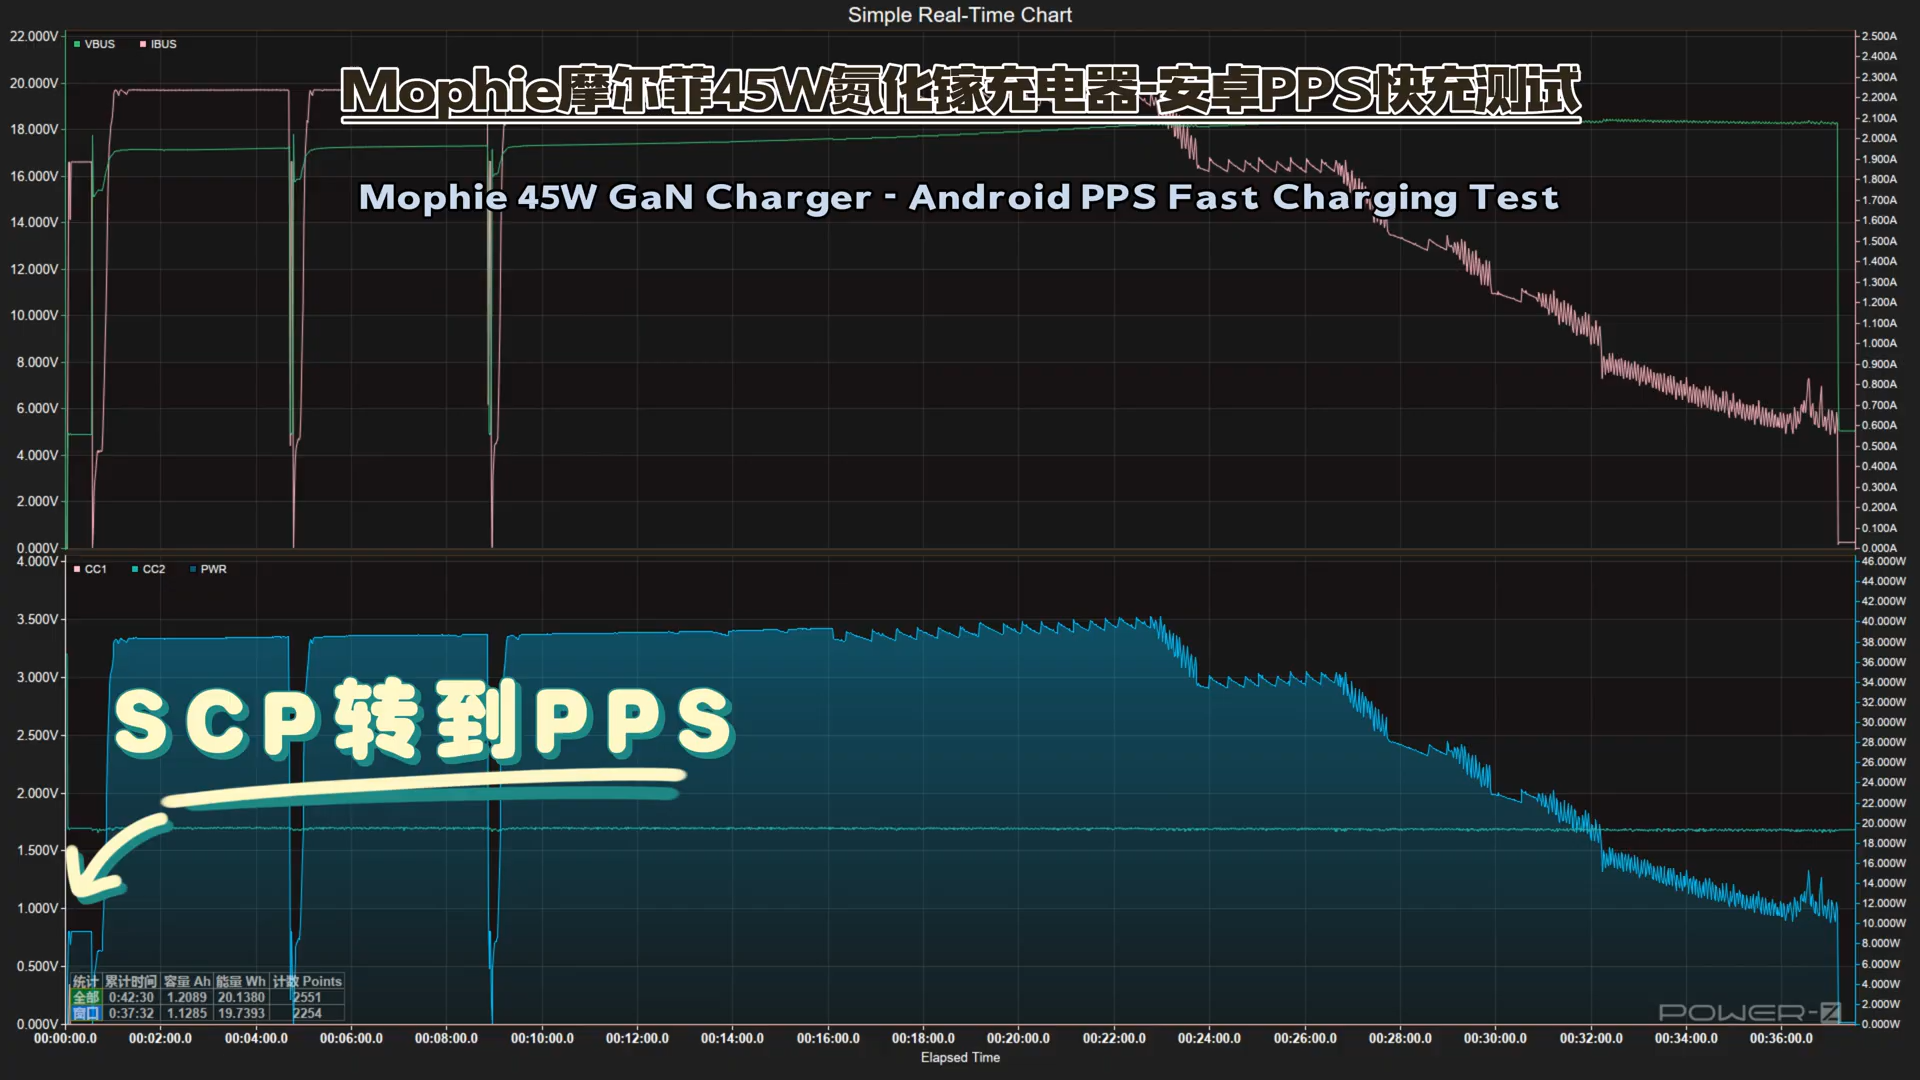 Simple Real-Time Chart
VBUS IBUS
Mophie摩尔菲45W氮化镓充电器-安卓PPS快充测试
Mophie 45W GaN Charger - Android PPS Fast Charging Test
22.000V
20.000V
18.000V
16.000V
14.000V
12.000V
10.000V
8.000V
6.000V
4.000V
2.000V
0.000V
2.500A
2.400A
2.300A
2.200A
2.100A
2.000A
1.900A
1.800A
1.700A
1.600A
1.500A
1.400A
1.300A
1.200A
1.100A
1.000A
0.900A
0.800A
0.700A
0.600A
0.500A
0.400A
0.300A
0.200A
0.100A
0.000A
CC1 CC2 PWR
4.000V
3.500V
3.000V
2.500V
2.000V
1.500V
1.000V
0.500V
0.000V
46.000W
44.000W
42.000W
40.000W
38.000W
36.000W
34.000W
32.000W
30.000W
28.000W
26.000W
24.000W
22.000W
20.000W
18.000W
16.000W
14.000W
12.000W
10.000W
8.000W
6.000W
4.000W
2.000W
0.000W
SCP转到PPS
统计 累计时间 容量 Ah 能量 Wh 计数 Points
全部 0:42:30 1.2089 20.1380 2551
窗口 0:37:32 1.1285 19.7393 2254
POWER-Z
00:00:00.0 00:02:00.0 00:04:00.0 00:06:00.0 00:08:00.0 00:10:00.0 00:12:00.0 00:14:00.0 00:16:00.0 00:18:00.0 00:20:00.0 00:22:00.0 00:24:00.0 00:26:00.0 00:28:00.0 00:30:00.0 00:32:00.0 00:34:00.0 00:36:00.0
Elapsed Time